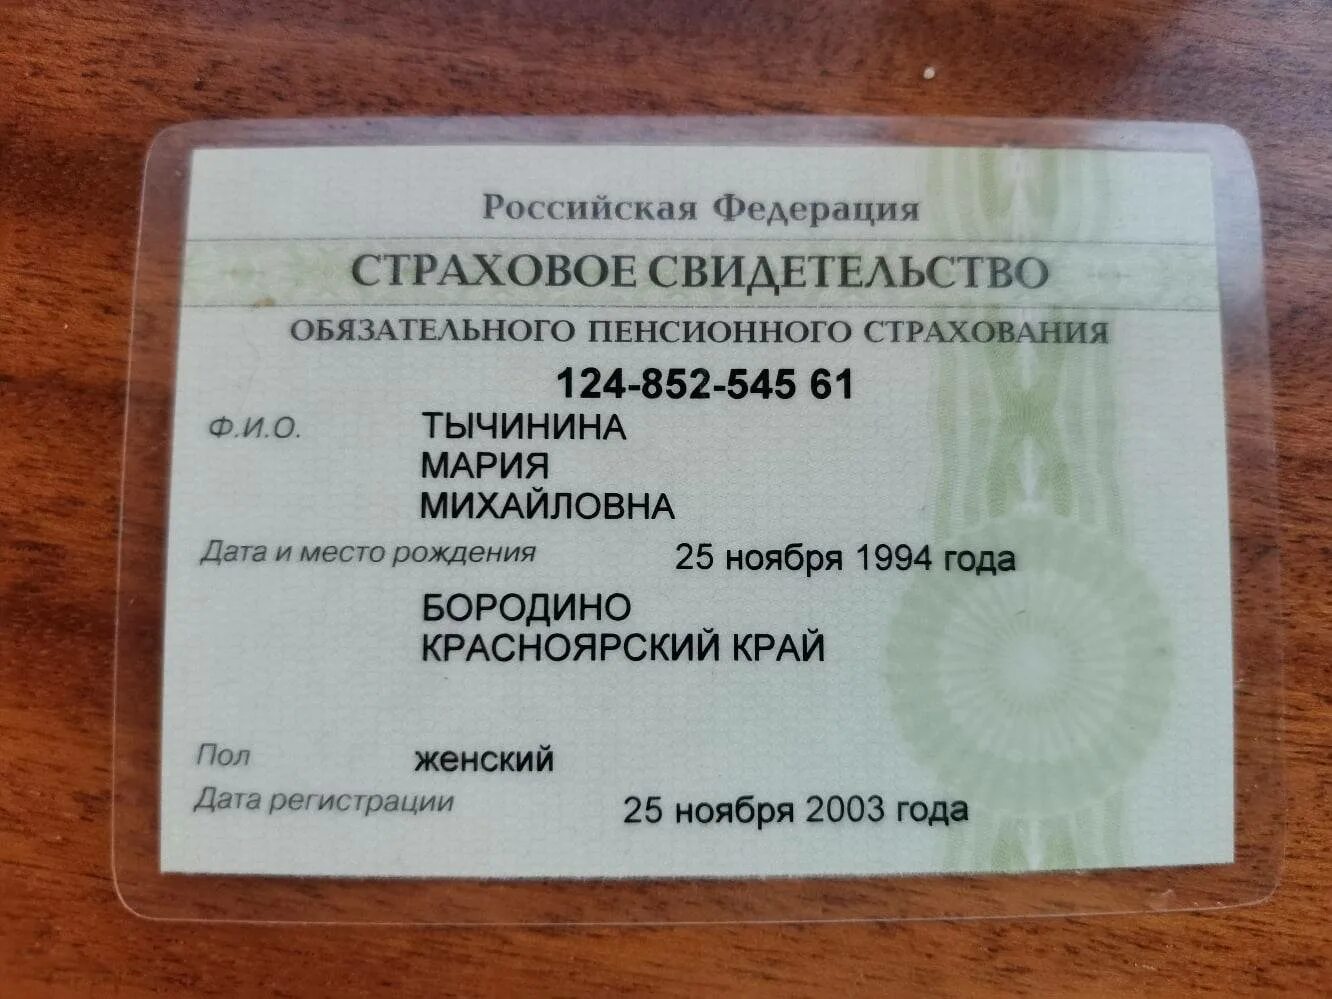 Российская Федерация
СТРАХОВОЕ СВИДЕТЕЛЬСТВО
ОБЯЗАТЕЛЬНОГО ПЕНСИОННОГО СТРАХОВАНИЯ
124-852-545 61
Ф.И.О. ТЫЧИНИНА
МАРИЯ
МИХАЙЛОВНА
Дата и место рождения 25 ноября 1994 года
БОРОДИНО
КРАСНОЯРСКИЙ КРАЙ
Пол женский
Дата регистрации 25 ноября 2003 года